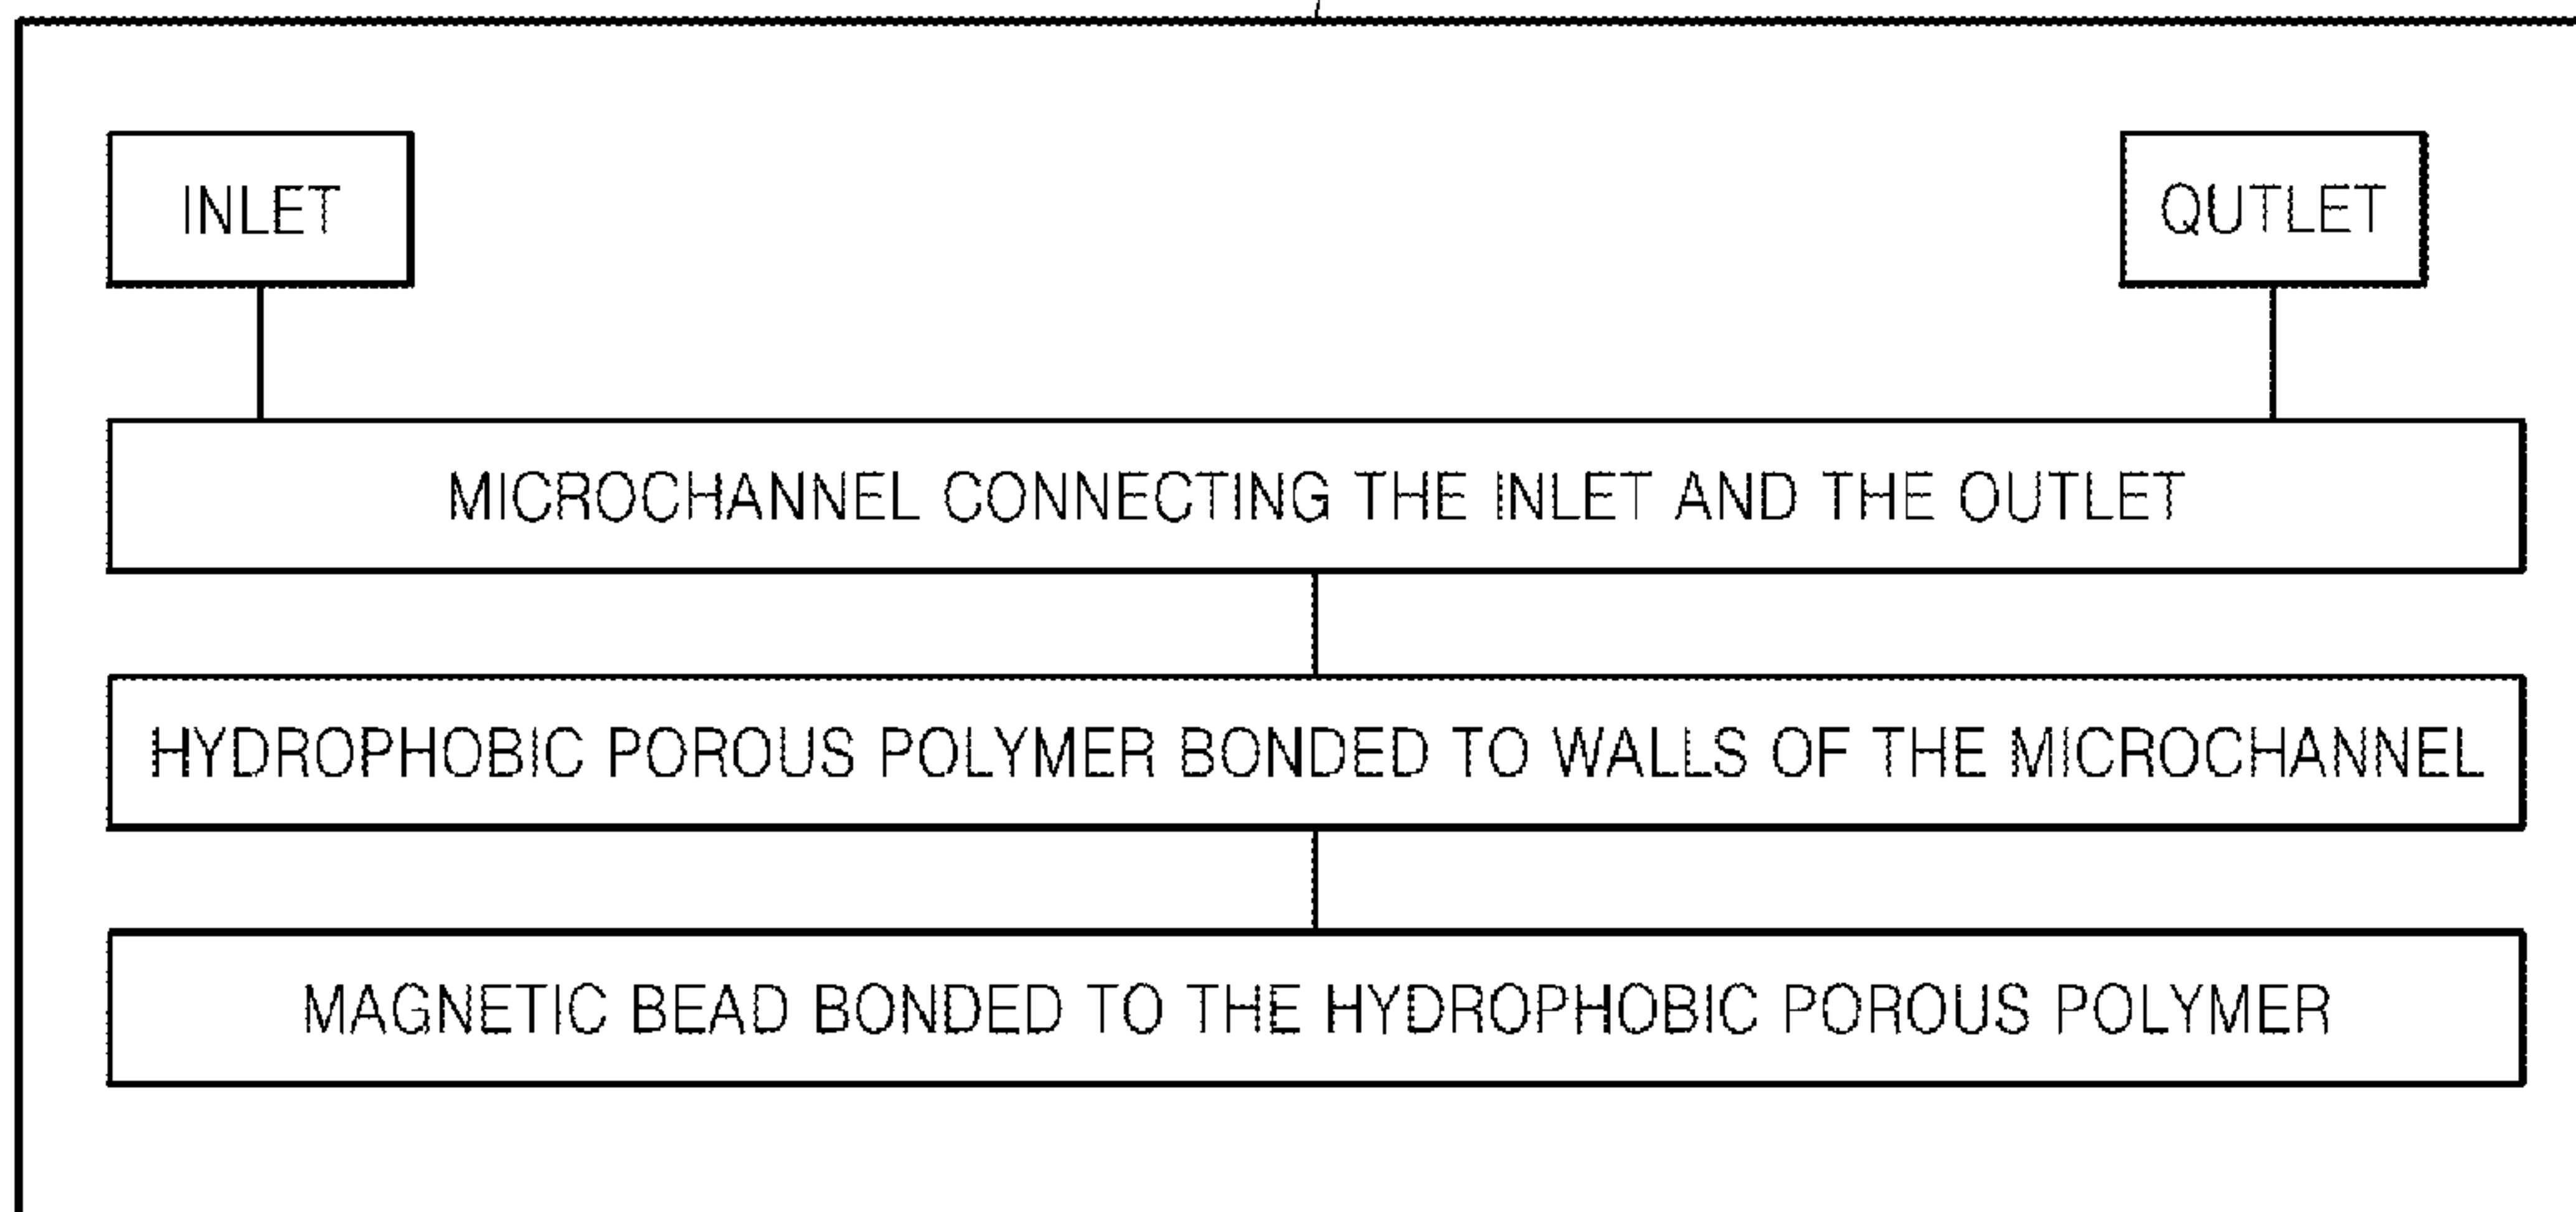 INLET
QUTLET
MICROCHANNEL CONNECTING THE INLET AND THE OUTLET
HYDROPHOBIC POROUS POLYMER BONDED TO WALLS OF THE MICROCHANNEL
MAGNETIC BEAD BONDED TO THE HYDROPHOBIC POROUS POLYMER